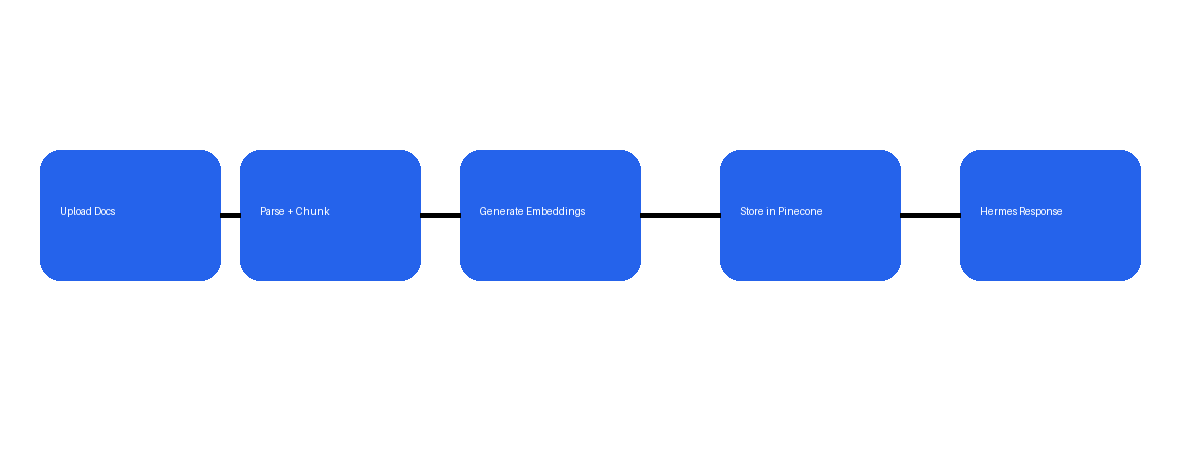 Upload Docs
Parse + Chunk
Generate Embeddings
Store in Pinecone
Hermes Response